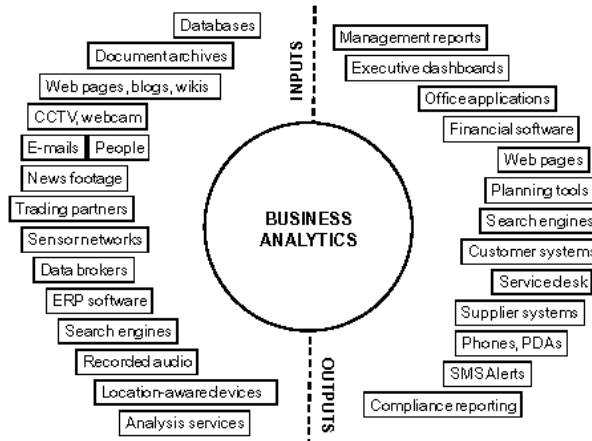 Databases
Document archives
Web pages, blogs, wikis
CCTV, webcam
E-mails
People
News footage
Trading partners
Sensor networks
Data brokers
ERP software
Search engines
Recorded audio
Location-aware devices
Analysis services
INPUTS
BUSINESS
ANALYTICS
OUTPUTS
Management reports
Executive dashboards
Office applications
Financial software
Web pages
Planning tools
Search engines
Customer systems
Service desk
Supplier systems
Phones, PDAs
SMS Alerts
Compliance reporting